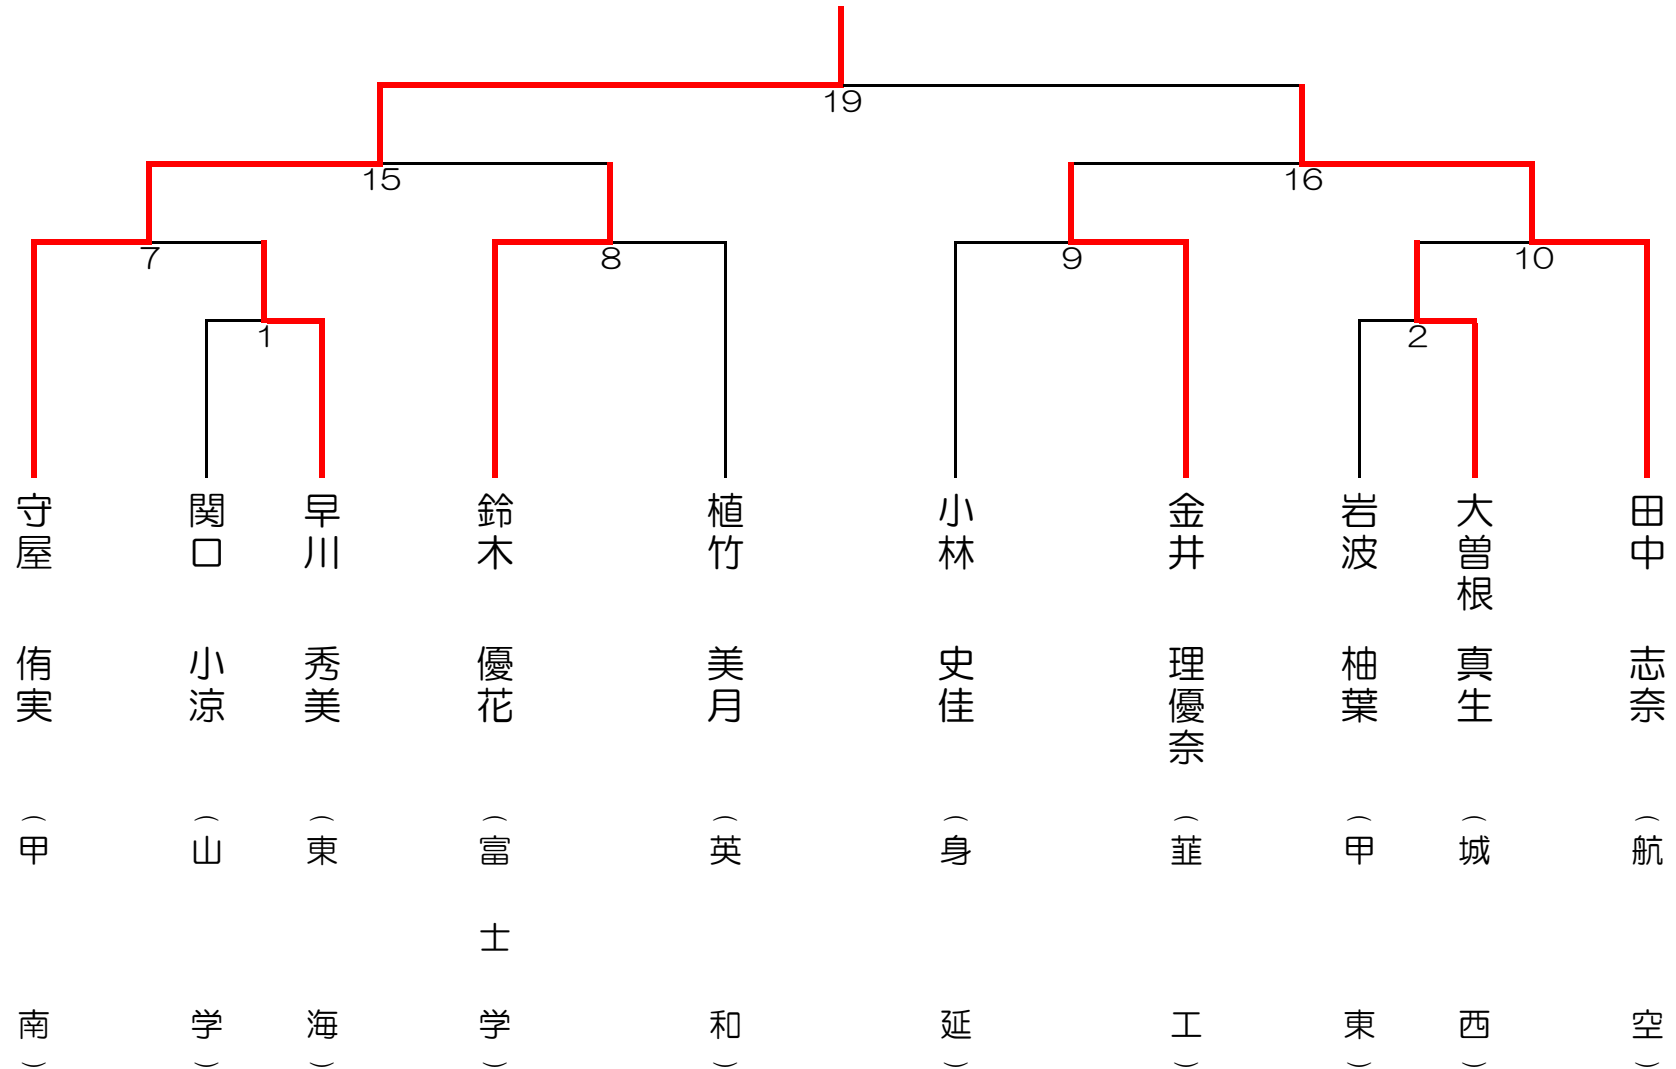 19
15
16
7
8
9
10
1
2
守屋 侑実 (甲南)
関口 小涼 (山学)
早川 秀美 (東海)
鈴木 優花 (富士学)
植竹 美月 (英和)
小林 史佳 (身延)
金井 理優奈 (韮工)
岩波 柚葉 (甲東)
大曽根 真生 (城西)
田中 志奈 (航空)